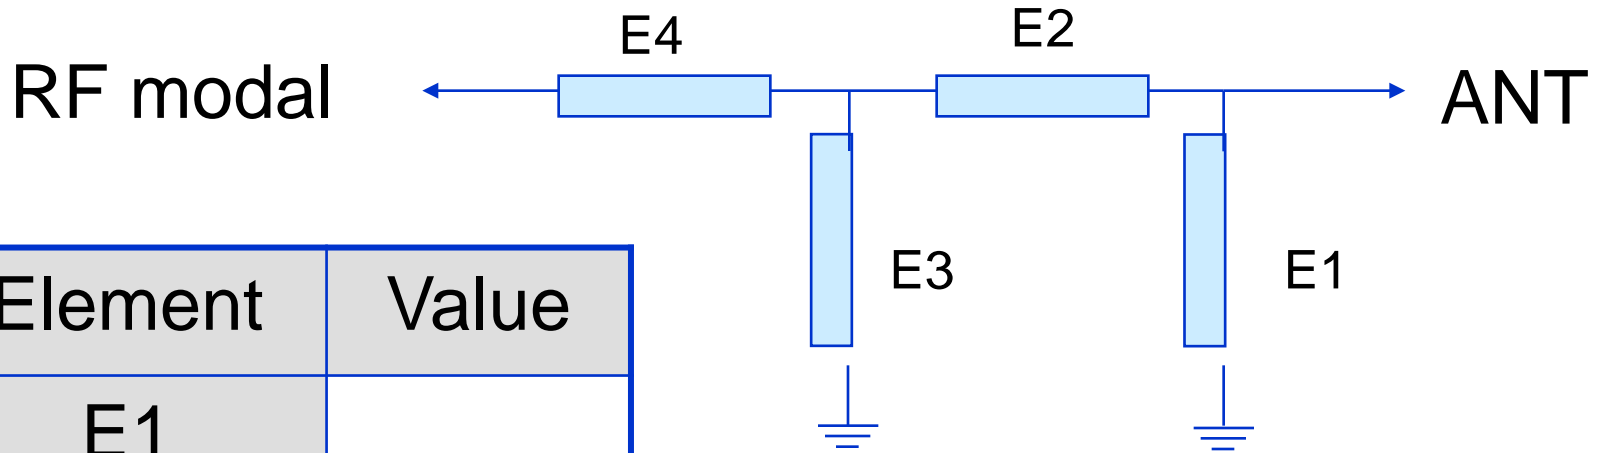 E4
E2
RF modal
ANT
E3
E1
Element
Value
E1